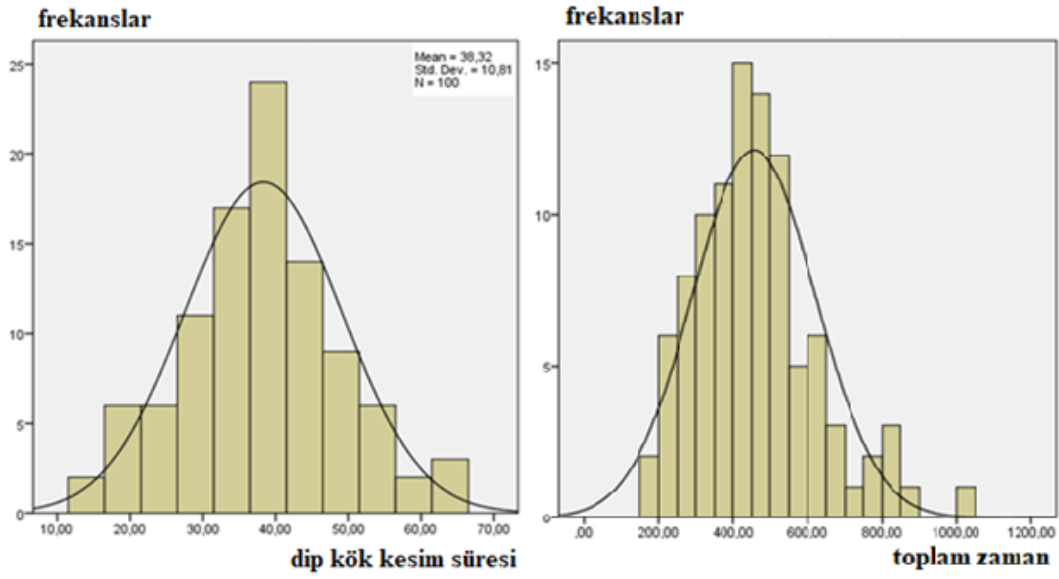 frekanslar
Mean = 38,32
Std. Dev. = 10,81
N = 100
25
20
15
10
5
0
10,00 20,00 30,00 40,00 50,00 60,00 70,00
dip kök kesim süresi
frekanslar
15
10
5
0
,00 200,00 400,00 600,00 800,00 1000,00 1200,00
toplam zaman